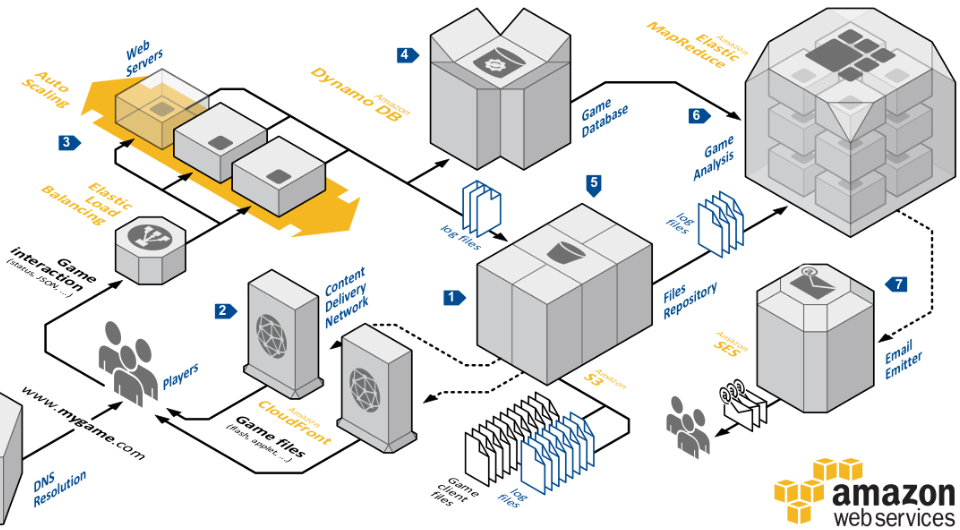 Web
Servers
Auto
Scaling
3
Elastic
Load
Balancing
Game
interaction
(status, JSON, ...)
Players
www.mygame.com
DNS
Resolution
2
Content
Delivery
Network
Amazon
CloudFront
Game files
(flash, applet, ...)
4
Amazon
Dynamo DB
Game
Database
log files
5
1
Files
Repository
Amazon
S3
Game
client
files
log
files
log
files
Amazon
Elastic
MapReduce
6
Game
Analysis
7
Amazon
SES
@
Email
Emitter
@@@
amazon
web services